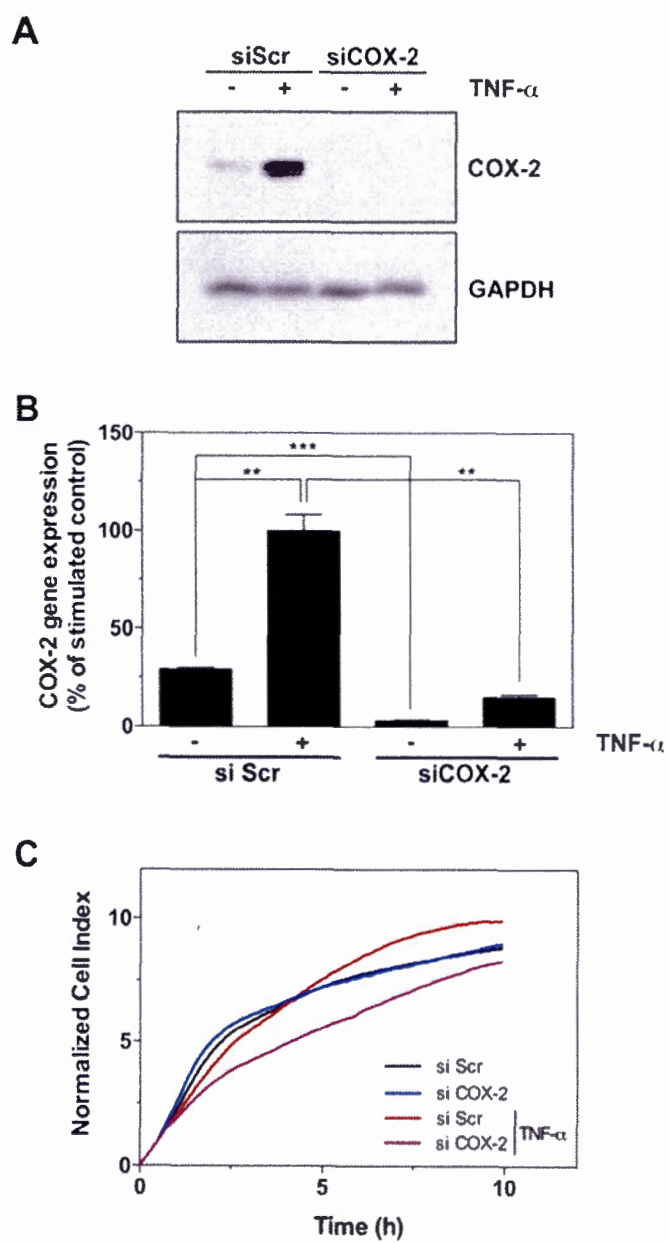 A
siScr siCOX-2
- + - + TNF-α
COX-2
GAPDH
B
COX-2 gene expression
(% of stimulated control)
150
100
50
0
***
** **
- + - + TNF-α
si Scr siCOX-2
C
Normalized Cell Index
10
5
0
si Scr
si COX-2
si Scr
si COX-2 TNF-α
0 5 10
Time (h)